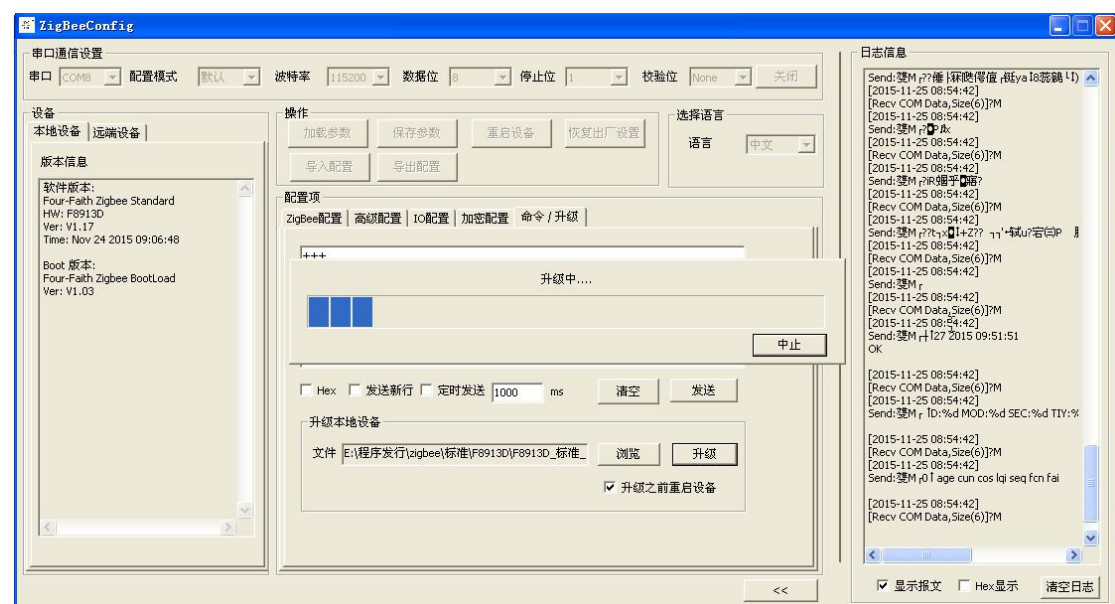 ZigBeeConfig
串口通信设置
串口 COM8 配置模式 默认 波特率 115200 数据位 8 停止位 1 校验位 None 关闭
设备
本地设备 远端设备
版本信息
软件版本:
Four-Faith Zigbee Standard
HW: F8913D
Ver: V1.17
Time: Nov 24 2015 09:06:48
Boot 版本:
Four-Faith Zigbee BootLoad
Ver: V1.03
操作
加载参数 保存参数 重启设备 恢复出厂设置
导入配置 导出配置
选择语言
语言 中文
配置项
ZigBee配置 高级配置 IO配置 加密配置 命令/升级
+++
升级中....
中止
Hex 发送新行 定时发送 1000 ms 清空 发送
升级本地设备
文件 E:\程序发行\zigbee\标准\F8913D\F8913D_标准_ 浏览 升级
升级之前重启设备
<<
日志信息
[2015-11-25 08:54:42]
[Recv COM Data,Size(6)]?M
[2015-11-25 08:54:42]
[2015-11-25 08:54:42]
[Recv COM Data,Size(6)]?M
[2015-11-25 08:54:42]
[2015-11-25 08:54:42]
[Recv COM Data,Size(6)]?M
[2015-11-25 08:54:42]
[2015-11-25 08:54:42]
[Recv COM Data,Size(6)]?M
[2015-11-25 08:54:42]
[2015-11-25 08:54:42]
[Recv COM Data,Size(6)]?M
[2015-11-25 08:54:42]
27 2015 09:51:51
OK
[2015-11-25 08:54:42]
[Recv COM Data,Size(6)]?M
[2015-11-25 08:54:42]
D:%d MOD:%d SEC:%d TIY:%
[2015-11-25 08:54:42]
[Recv COM Data,Size(6)]?M
[2015-11-25 08:54:42]
age cun cos lqi seq fcn fai
[2015-11-25 08:54:42]
[Recv COM Data,Size(6)]?M
显示报文 Hex显示 清空日志